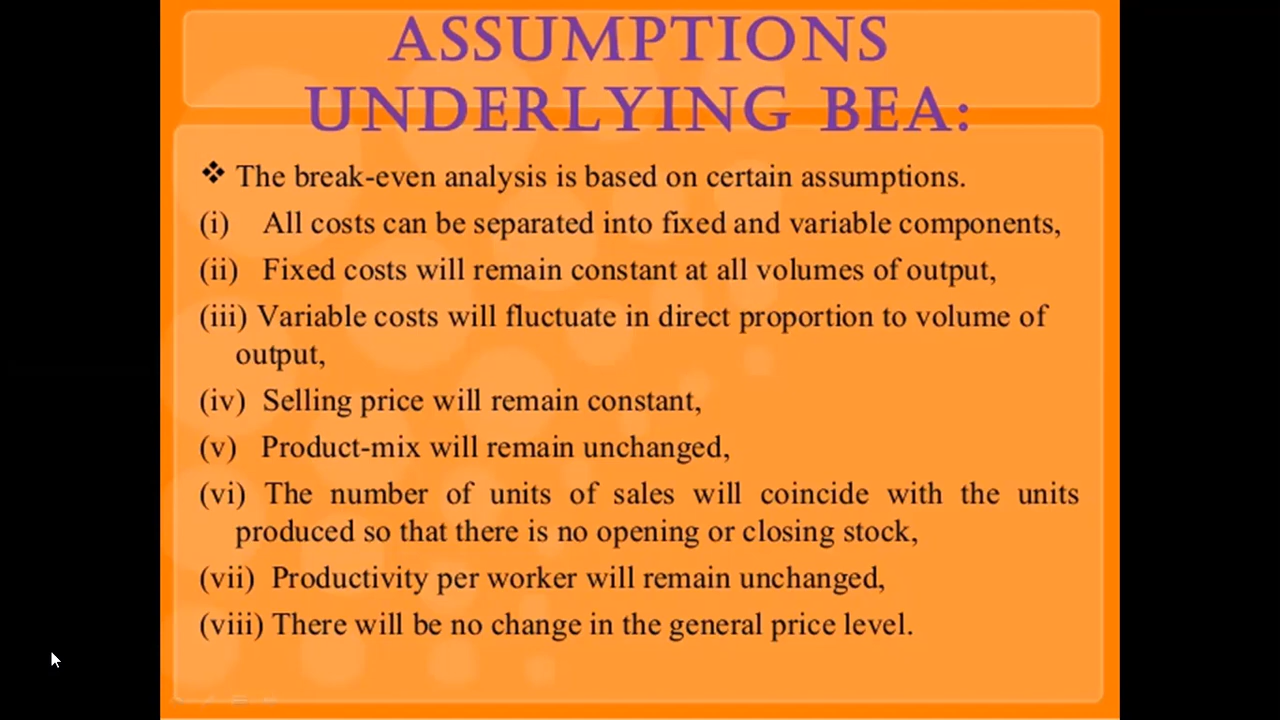 ASSUMPTIONS
UNDERLYING BEA:
❖ The break-even analysis is based on certain assumptions.
(i) All costs can be separated into fixed and variable components,
(ii) Fixed costs will remain constant at all volumes of output,
(iii) Variable costs will fluctuate in direct proportion to volume of
output,
(iv) Selling price will remain constant,
(v) Product-mix will remain unchanged,
(vi) The number of units of sales will coincide with the units
produced so that there is no opening or closing stock,
(vii) Productivity per worker will remain unchanged,
(viii) There will be no change in the general price level.